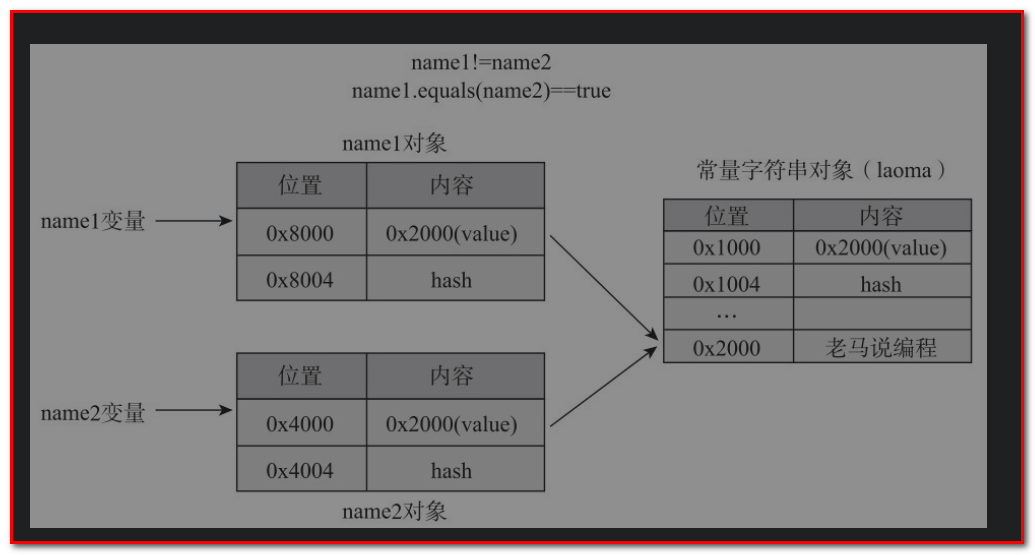 name1!=name2
name1.equals(name2)==true
name1对象
位置 内容
name1变量
0x8000 0x2000(value)
0x8004 hash
常量字符串对象（laoma）
位置 内容
0x1000 0x2000(value)
0x1004 hash
…
0x2000 老马说编程
位置 内容
name2变量
0x4000 0x2000(value)
0x4004 hash
name2对象